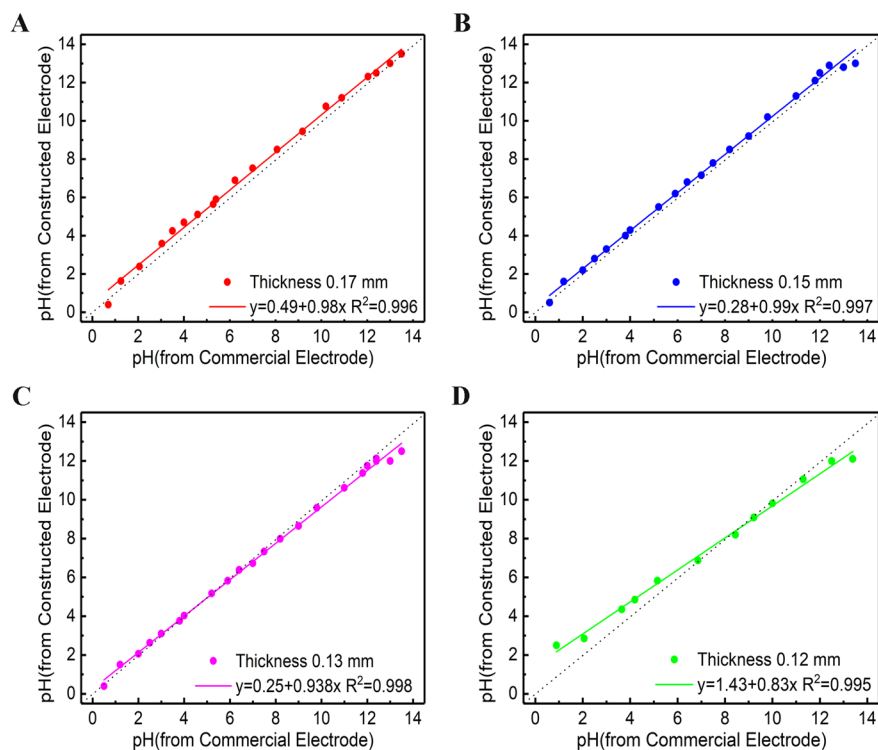 A
14
12
10
8
6
4
2
0
pH(from Constructed Electrode)
Thickness 0.17 mm
y=0.49+0.98x R²=0.996
0 2 4 6 8 10 12 14
pH(from Commercial Electrode)
B
14
12
10
8
6
4
2
0
pH(from Constructed Electrode)
Thickness 0.15 mm
y=0.28+0.99x R²=0.997
0 2 4 6 8 10 12 14
pH(from Commercial Electrode)
C
14
12
10
8
6
4
2
0
pH(from Constructed Electrode)
Thickness 0.13 mm
y=0.25+0.938x R²=0.998
0 2 4 6 8 10 12 14
pH(from Commercial Electrode)
D
14
12
10
8
6
4
2
0
pH(from Constructed Electrode)
Thickness 0.12 mm
y=1.43+0.83x R²=0.995
0 2 4 6 8 10 12 14
pH(from Commercial Electrode)